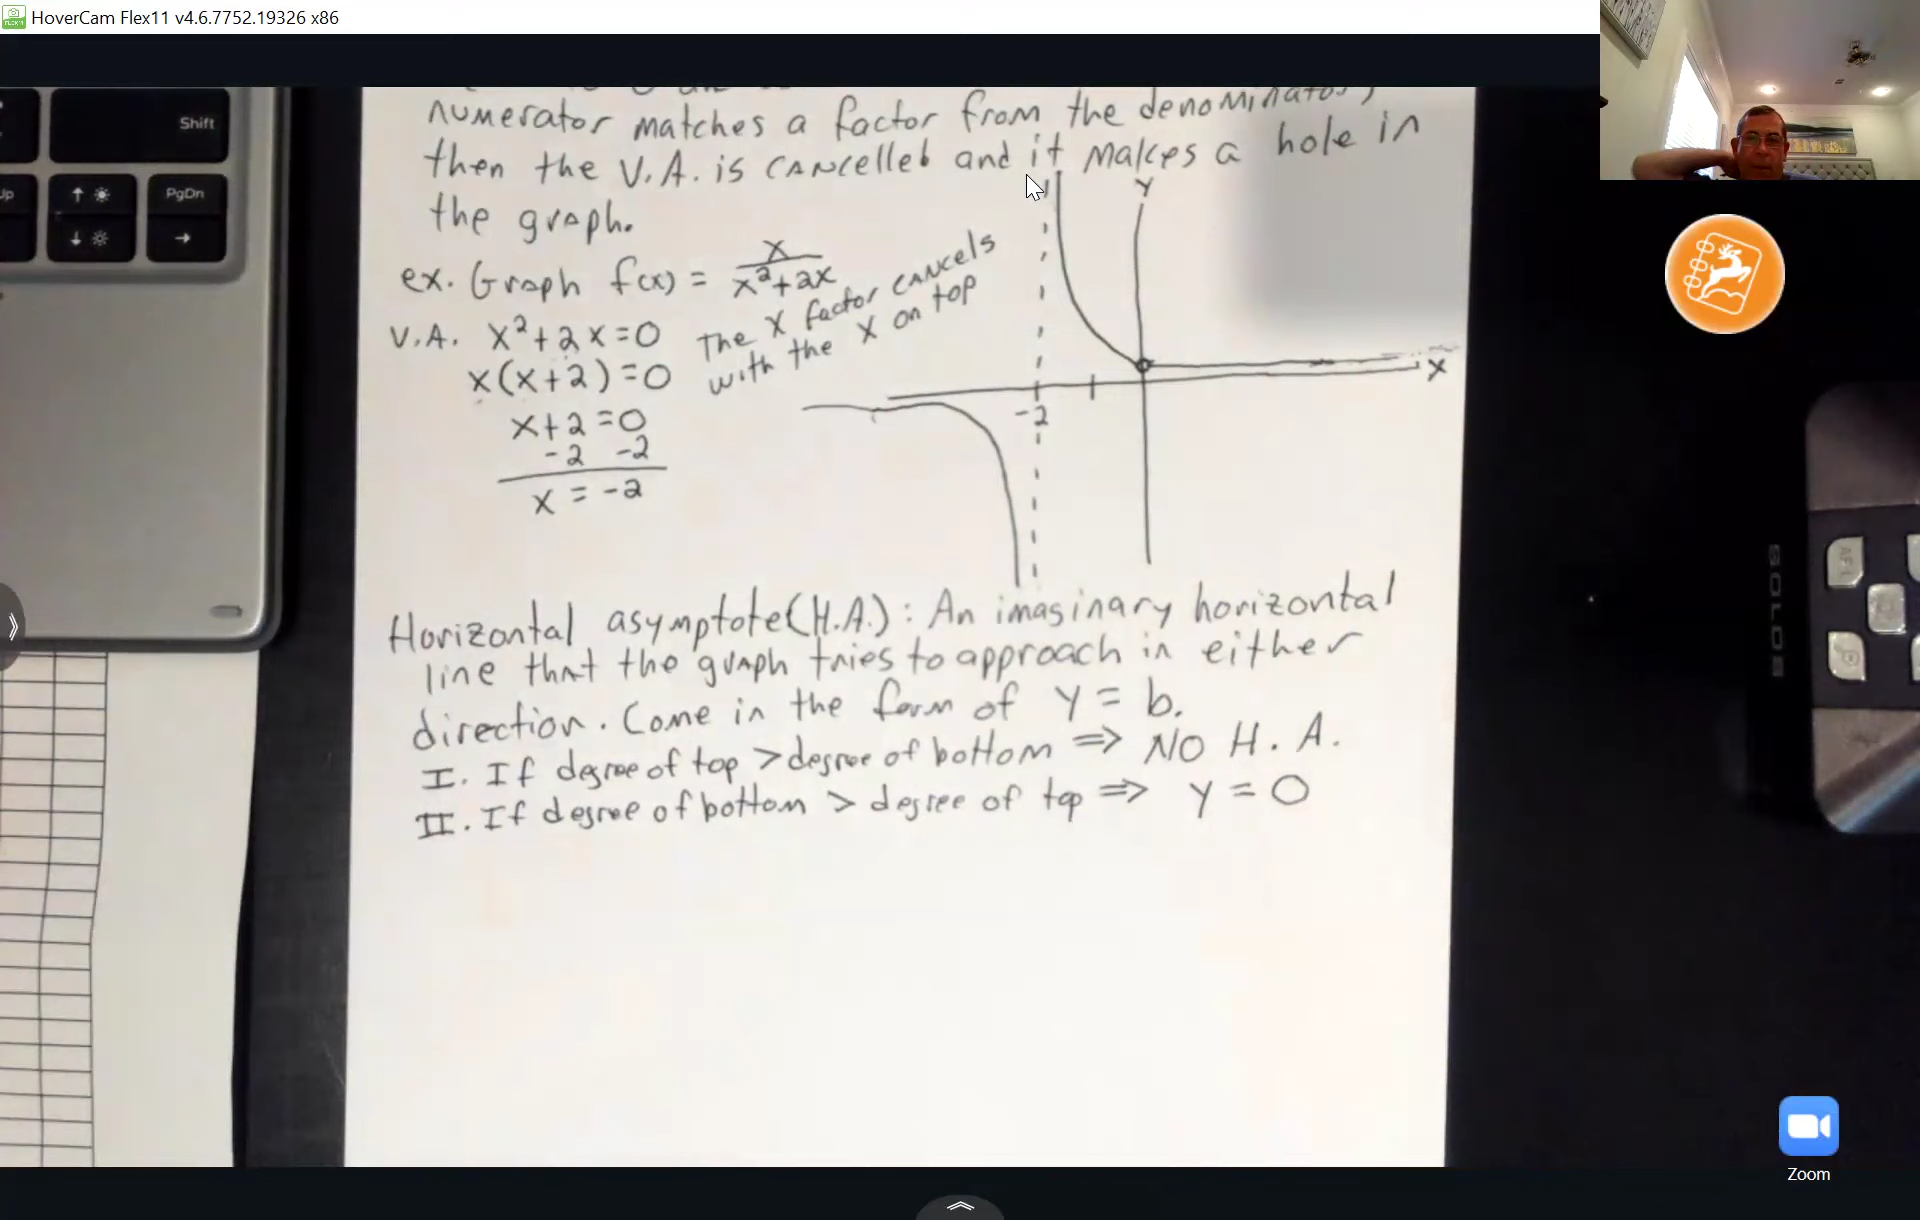 HoverCam Flex11 v4.6.7752.19326 x86
Shift
PgDn
numerator matches a factor from the denominator,
then the V.A. is cancelled and it makes a hole in
the graph.
ex. Graph f(x) = x
x²+2x
The X factor cancels
with the X on top
V.A. x²+2x=0
x(x+2)=0
x+2=0
-2 -2
x = -2
Y
X
-2
Horizontal asymptote (H.A.): An imaginary horizontal
line that the graph tries to approach in either
direction. Come in the form of y = b.
I. If degree of top > degree of bottom ⇒ NO H.A.
II. If degree of bottom > degree of top ⇒ y = 0
SOLO8
Zoom